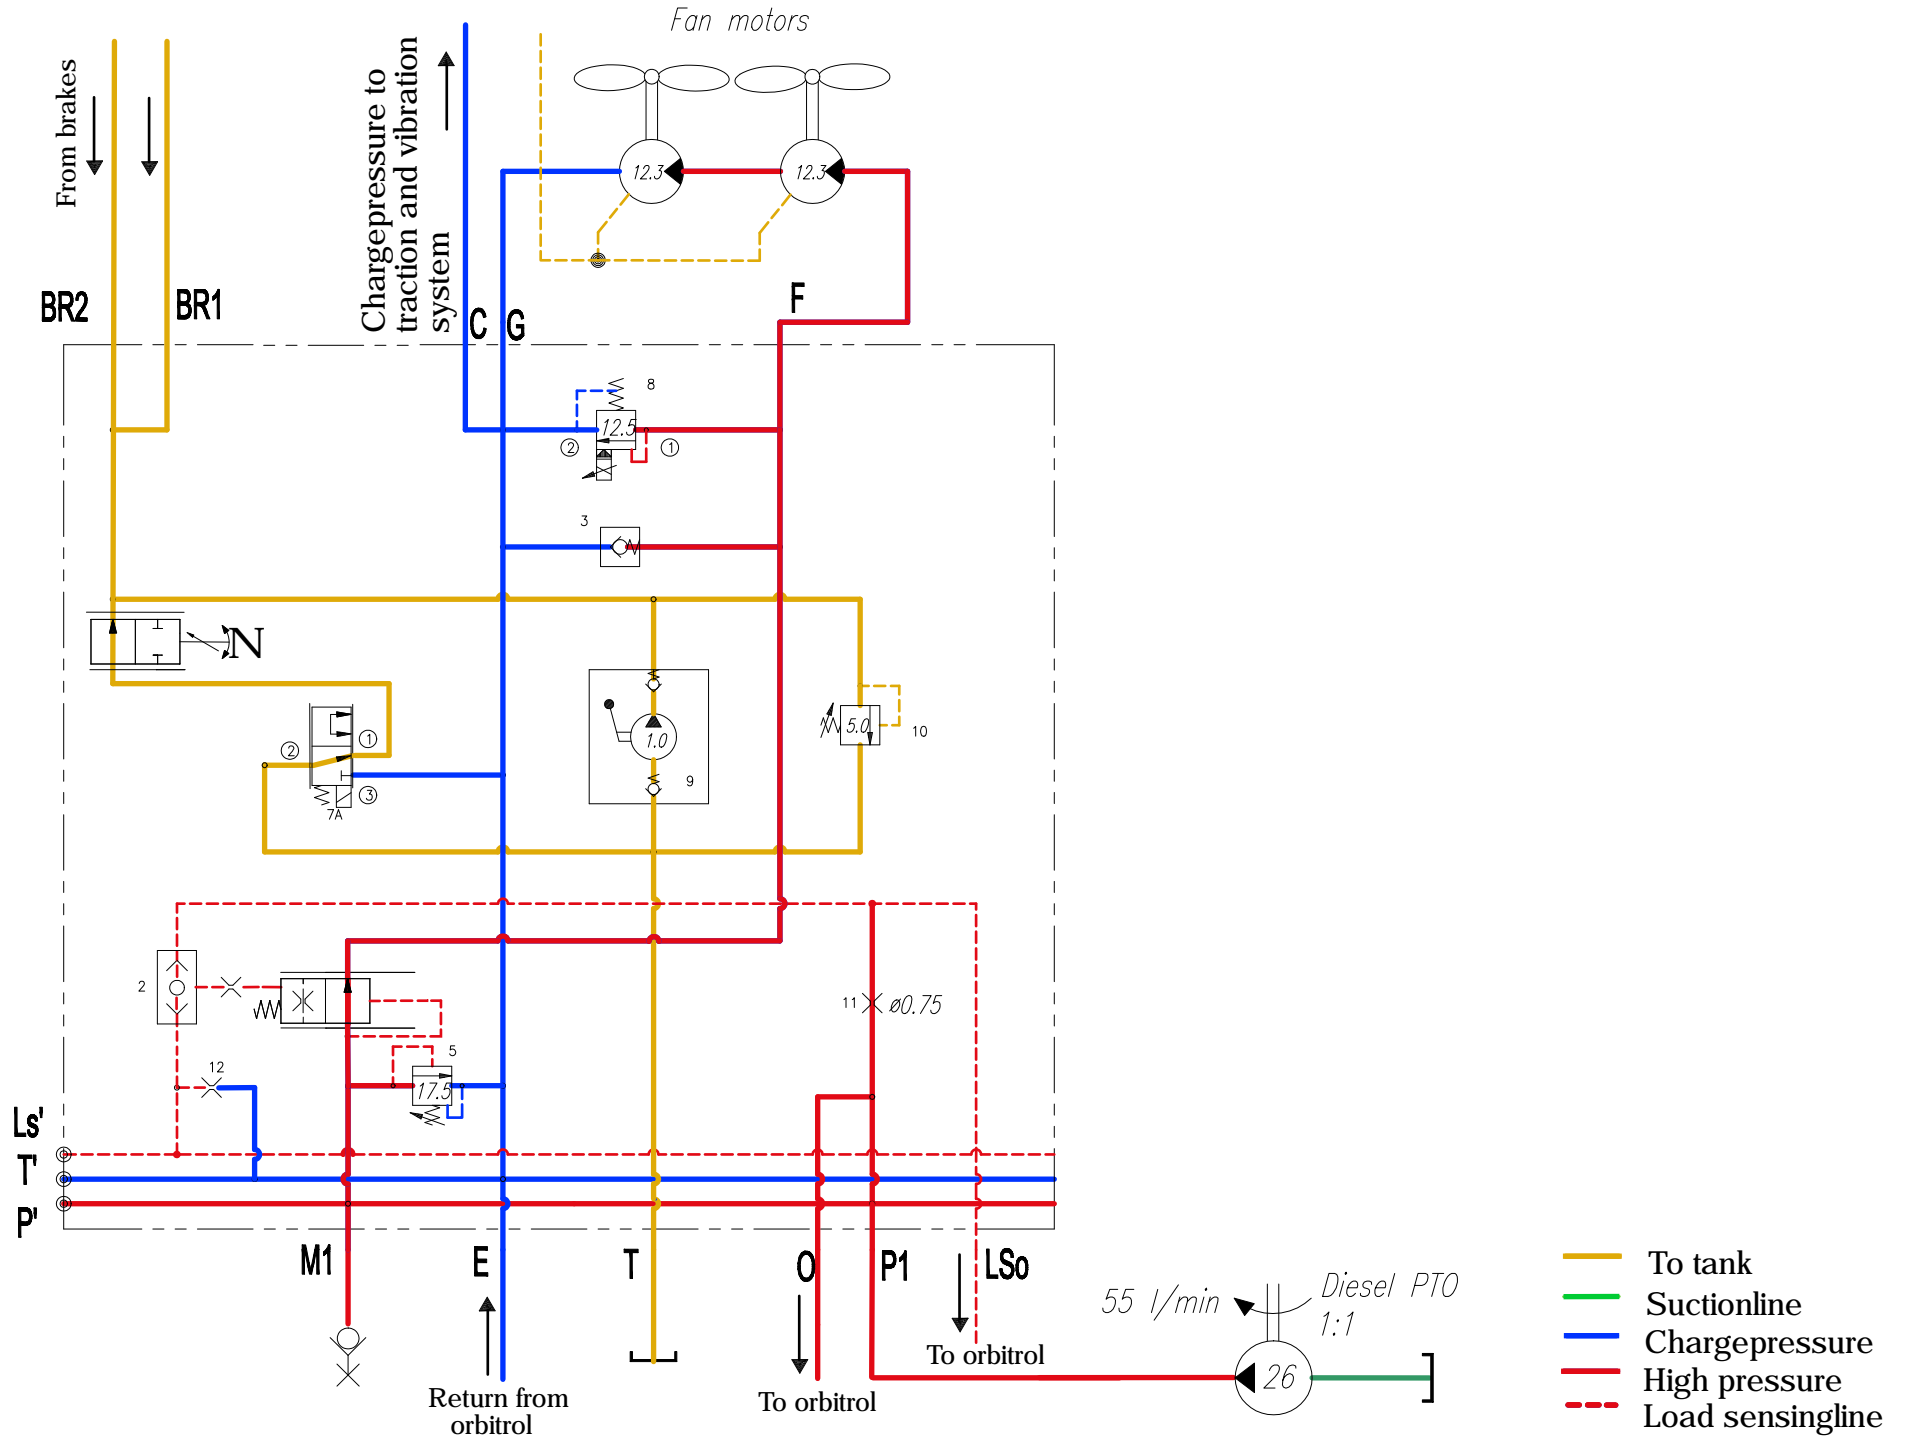 Fan motors
From brakes
Chargepressure to
traction and vibration
system
12.3
12.3
BR2
BR1
C
G
F
8
12.5
2
1
3
N
1
2
3
7A
1.0
9
5.0
10
2
11
ø0.75
5
17.5
12
Ls'
T'
P'
M1
E
T
O
P1
LSo
Return from
orbitrol
To orbitrol
To orbitrol
55 l/min
Diesel PTO
1:1
26
To tank
Suctionline
Chargepressure
High pressure
Load sensingline